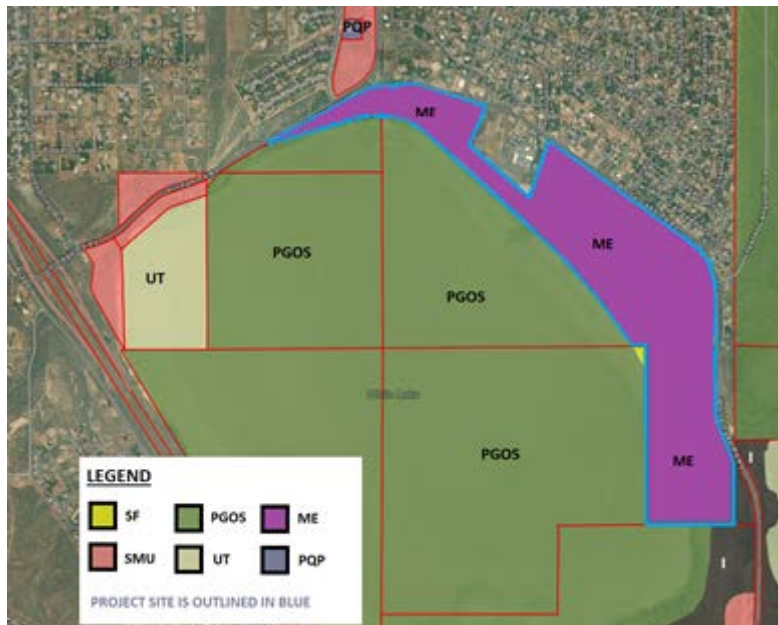 PQP
ME
ME
PGOS
UT
PGOS
PGOS
ME
LEGEND
SF
PGOS
ME
SMU
UT
PQP
PROJECT SITE IS OUTLINED IN BLUE